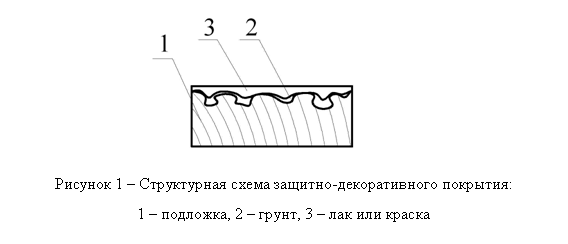 1 3 2
Рисунок 1 – Структурная схема защитно-декоративного покрытия:
1 – подложка, 2 – грунт, 3 – лак или краска